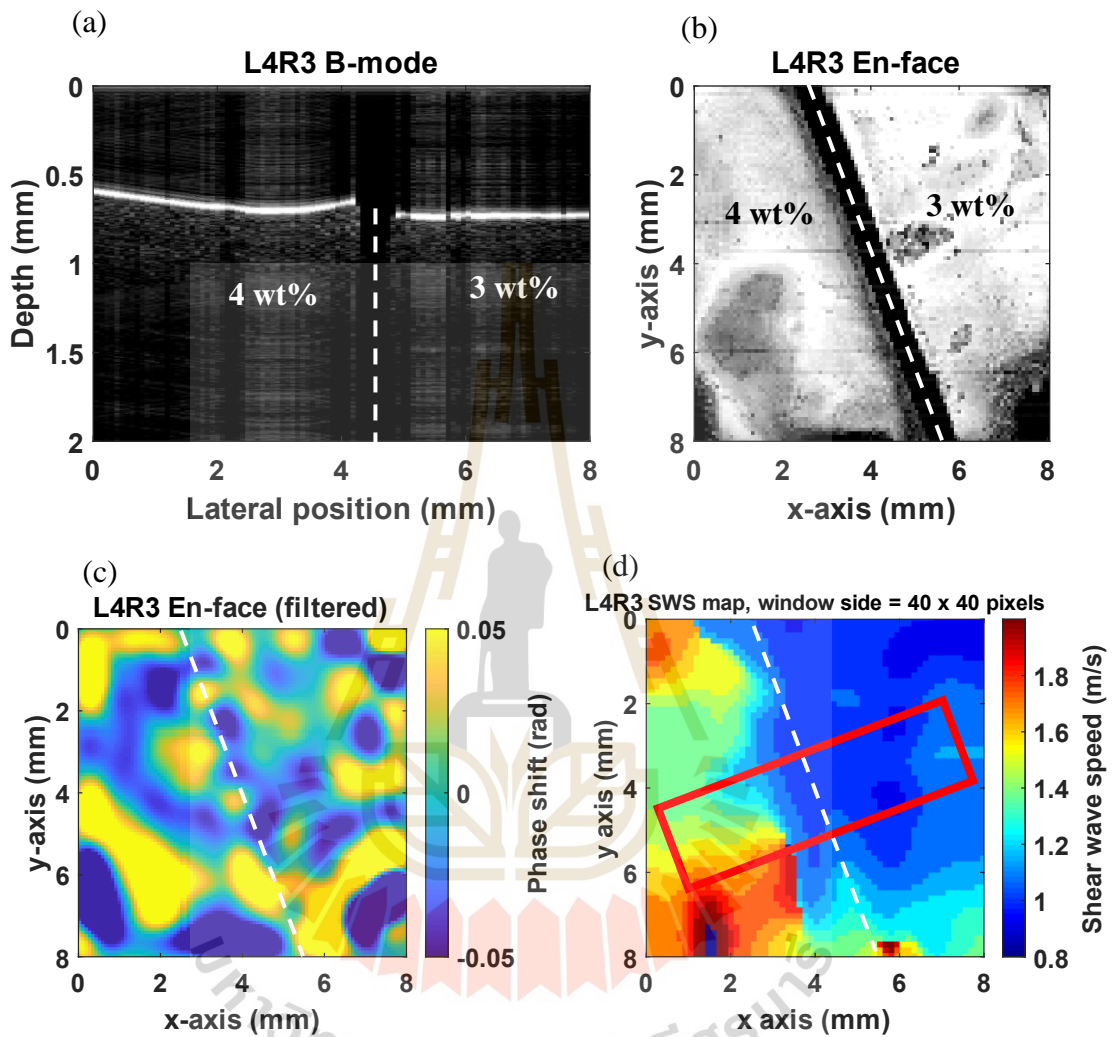 (a)
L4R3 B-mode
0
0.5
1
1.5
2
Depth (mm)
4 wt%
3 wt%
0 2 4 6 8
Lateral position (mm)
(b)
L4R3 En-face
0
2
4
6
8
y-axis (mm)
4 wt%
3 wt%
0 2 4 6 8
x-axis (mm)
(c)
L4R3 En-face (filtered)
0
2
4
6
8
y-axis (mm)
0 2 4 6 8
x-axis (mm)
0.05
0
-0.05
Phase shift (rad)
(d)
L4R3 SWS map, window side = 40 x 40 pixels
0
2
4
6
8
y axis (mm)
0 2 4 6 8
x axis (mm)
1.8
1.6
1.4
1.2
1
0.8
Shear wave speed (m/s)